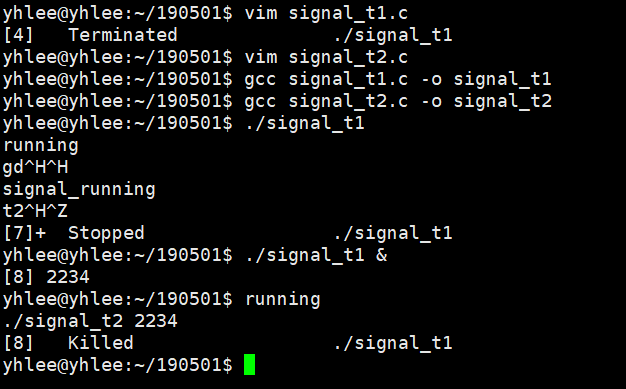 yhlee@yhlee:~/190501$ vim signal_t1.c
[4]   Terminated              ./signal_t1
yhlee@yhlee:~/190501$ vim signal_t2.c
yhlee@yhlee:~/190501$ gcc signal_t1.c -o signal_t1
yhlee@yhlee:~/190501$ gcc signal_t2.c -o signal_t2
yhlee@yhlee:~/190501$ ./signal_t1
running
gd^H^H
signal_running
t2^H^Z
[7]+  Stopped                 ./signal_t1
yhlee@yhlee:~/190501$ ./signal_t1 &
[8] 2234
yhlee@yhlee:~/190501$ running
./signal_t2 2234
[8]   Killed                  ./signal_t1
yhlee@yhlee:~/190501$